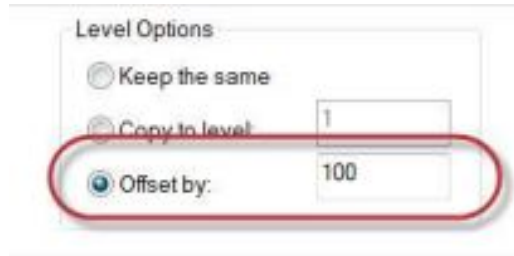 Level Options
Keep the same
Copy to level: 1
Offset by: 100